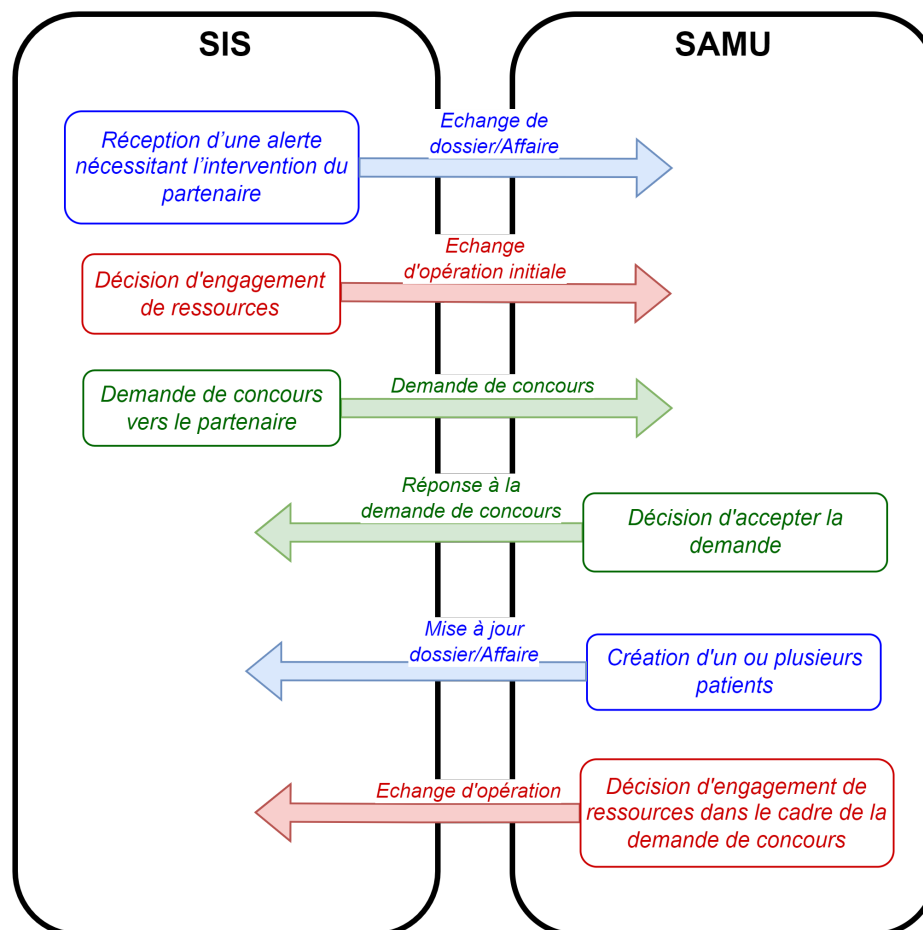 SIS
SAMU
Réception d'une alerte
nécessitant l'intervention du
partenaire
Echange de
dossier/Affaire
Décision d'engagement
de ressources
Echange
d'opération initiale
Demande de concours
vers le partenaire
Demande de concours
Réponse à la
demande de concours
Décision d'accepter la
demande
Mise à jour
dossier/Affaire
Création d'un ou plusieurs
patients
Echange d'opération
Décision d'engagement de
ressources dans le cadre de la
demande de concours